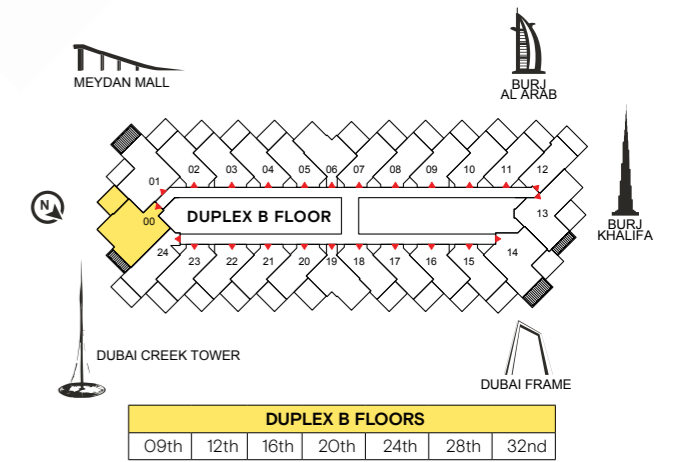 MEYDAN MALL
BURJ
AL ARAB
BURJ
KHALIFA
N
01
02
03
04
05
06
07
08
09
10
11
12
13
00
DUPLEX B FLOOR
24
23
22
21
20
19
18
17
16
15
14
DUBAI CREEK TOWER
DUBAI FRAME
DUPLEX B FLOORS
09th 12th 16th 20th 24th 28th 32nd